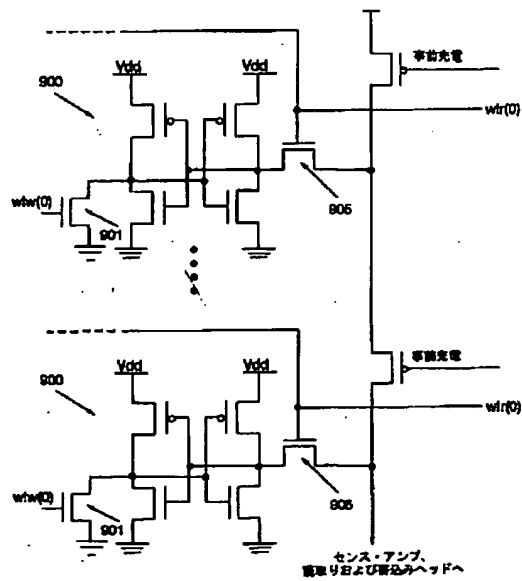 事前充電
900
Vdd
Vdd
wlr(0)
905
wlw(0)
901
事前充電
900
Vdd
Vdd
wlr(0)
905
wlw(0)
901
センス・アンプ、
読取りおよび書込みヘッドへ